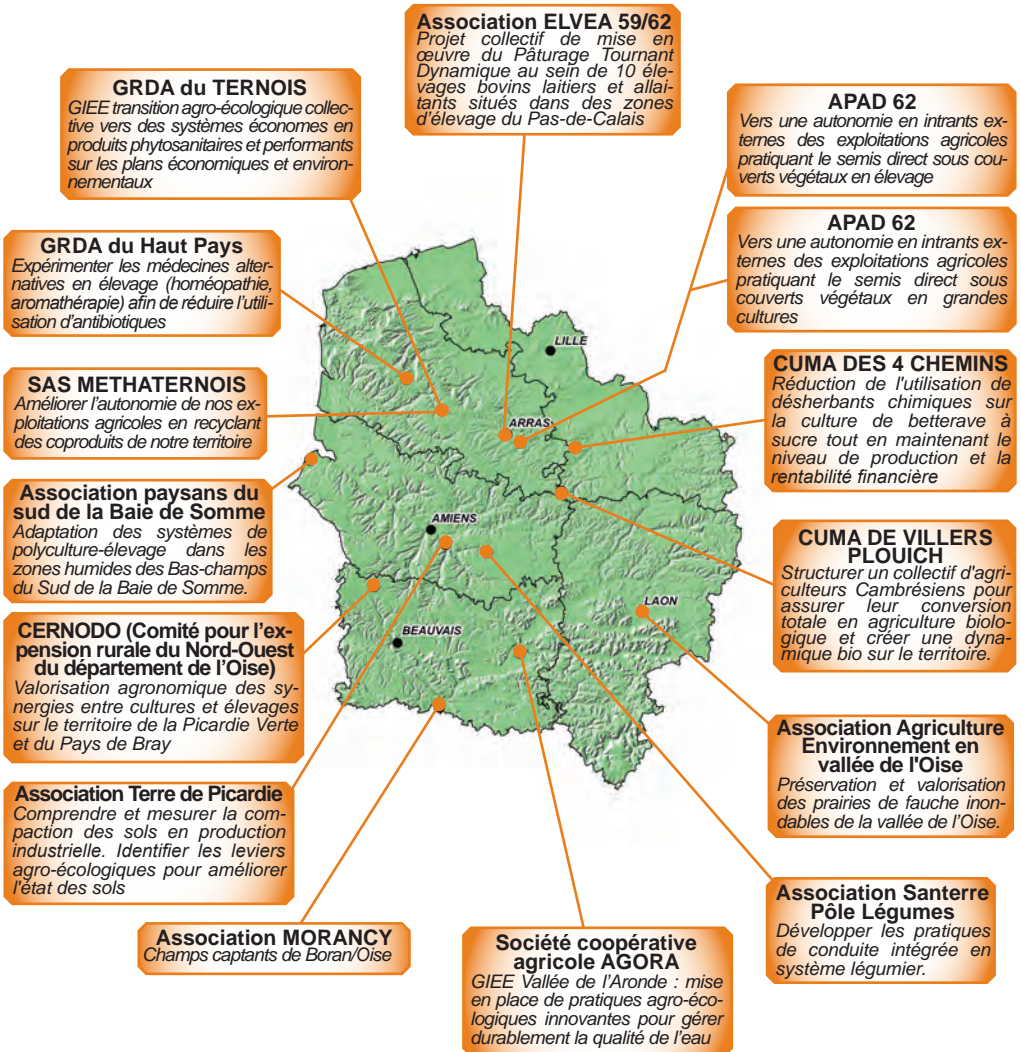 Association ELVEA 59/62
Projet collectif de mise en
œuvre du Pâturage Tournant
Dynamique au sein de 10 éle-
vages bovins laitiers et allai-
tants situés dans des zones
d'élevage du Pas-de-Calais
GRDA du TERNOIS
GIEE transition agro-écologique collec-
tive vers des systèmes économes en
produits phytosanitaires et performants
sur les plans économiques et environ-
nementaux
APAD 62
Vers une autonomie en intrants ex-
ternes des exploitations agricoles
pratiquant le semis direct sous cou-
verts végétaux en élevage
APAD 62
Vers une autonomie en intrants ex-
ternes des exploitations agricoles
pratiquant le semis direct sous
couverts végétaux en grandes
cultures
GRDA du Haut Pays
Expérimenter les médecines alter-
natives en élevage (homéopathie,
aromathérapie) afin de réduire l'utili-
sation d'antibiotiques
LILLE
CUMA DES 4 CHEMINS
Réduction de l'utilisation de
désherbants chimiques sur
la culture de betterave à
sucre tout en maintenant le
niveau de production et la
rentabilité financière
SAS METHATERNOIS
Améliorer l'autonomie de nos ex-
ploitations agricoles en recyclant
des coproduits de notre territoire
ARRAS
Association paysans du
sud de la Baie de Somme
Adaptation des systèmes de
polyculture-élevage dans les
zones humides des Bas-champs
du Sud de la Baie de Somme.
AMIENS
CUMA DE VILLERS
PLOUICH
Structurer un collectif d'agri-
culteurs Cambrésiens pour
assurer leur conversion
totale en agriculture biolo-
gique et créer une dyna-
mique bio sur le territoire.
LAON
BEAUVAIS
CERNODO (Comité pour l'ex-
pension rurale du Nord-Ouest
du département de l'Oise)
Valorisation agronomique des sy-
nergies entre cultures et élevages
sur le territoire de la Picardie Verte
et du Pays de Bray
Association Agriculture
Environnement en
vallée de l'Oise
Préservation et valorisation
des prairies de fauche inon-
dables de la vallée de l'Oise.
Association Terre de Picardie
Comprendre et mesurer la com-
paction des sols en production
industrielle. Identifier les leviers
agro-écologiques pour améliorer
l'état des sols
Association Santerre
Pôle Légumes
Développer les pratiques
de conduite intégrée en
système légumier.
Association MORANCY
Champs captants de Boran/Oise
Société coopérative
agricole AGORA
GIEE Vallée de l'Aronde : mise
en place de pratiques agro-éco-
logiques innovantes pour gérer
durablement la qualité de l'eau